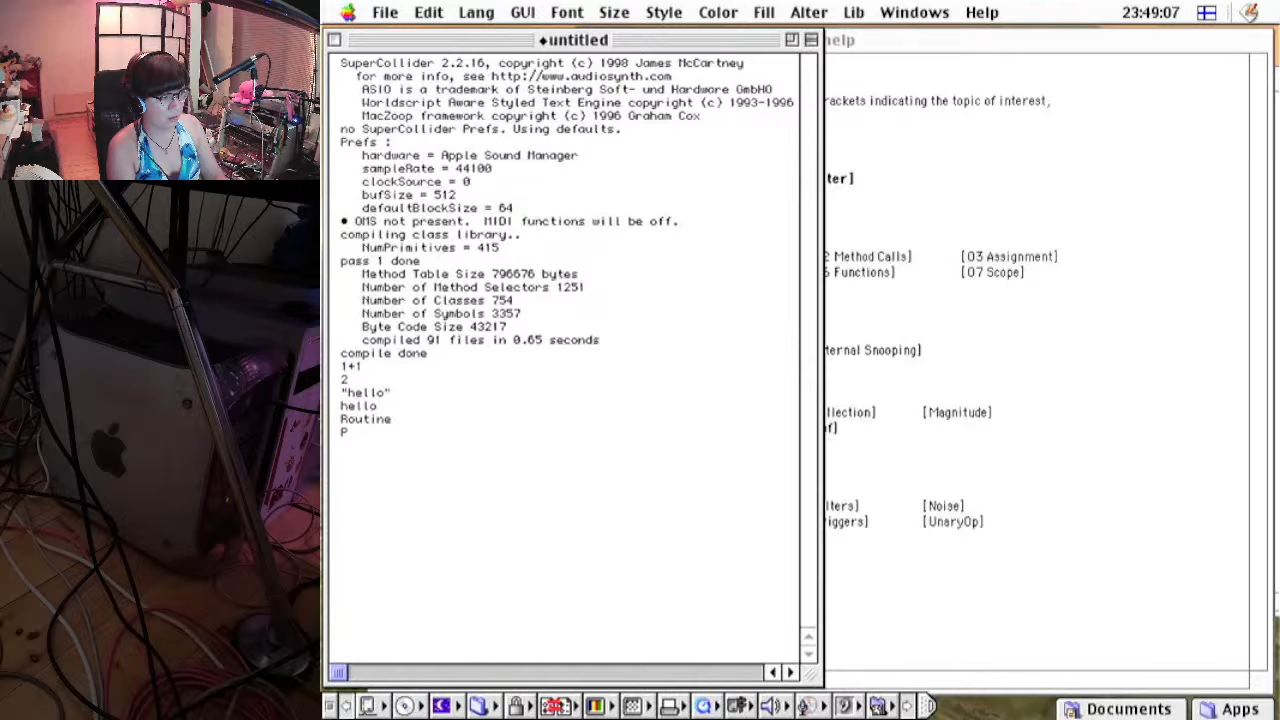 File Edit Lang GUI Font Size Style Color Fill Alter Lib Windows Help 23:49:07
◆untitled
SuperCollider 2.2.16, copyright (c) 1998 James McCartney
for more info, see http://www.audiosynth.com
ASIO is a trademark of Steinberg Soft- und Hardware GmbHO
Worldscript Aware Styled Text Engine copyright (c) 1993-1996
MacZoop framework copyright (c) 1996 Graham Cox
no SuperCollider Prefs. Using defaults.
Prefs :
hardware = Apple Sound Manager
sampleRate = 44100
clockSource = 0
bufSize = 512
defaultBlockSize = 64
● OMS not present. MIDI functions will be off.
compiling class library..
NumPrimitives = 415
pass 1 done
Method Table Size 796676 bytes
Number of Method Selectors 1251
Number of Classes 754
Number of Symbols 3357
Byte Code Size 43217
compiled 91 files in 0.65 seconds
compile done
1+1
2
"hello"
hello
Routine
P
elp
rackets indicating the topic of interest,
ter]
2 Method Calls] [03 Assignment]
Functions] [07 Scope]
ternal Snooping]
llection] [Magnitude]
f]
lters] [Noise]
iggers] [UnaryOp]
Documents Apps